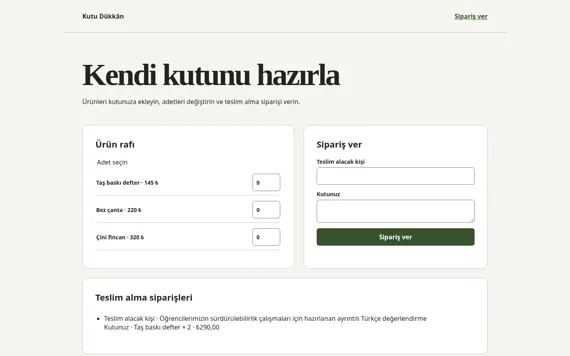 Kutu Dükkân
Sipariş ver
Kendi kutunu hazırla
Ürünleri kutunuza ekleyin, adetleri değiştirin ve teslim alma siparişi verin.
Ürün rafı
Adet seçin
Taş baskı defter · 145 ₺
0
Bez çanta · 220 ₺
0
Çini fincan · 320 ₺
0
Sipariş ver
Teslim alacak kişi
Kutunuz
Sipariş ver
Teslim alma siparişleri
• Teslim alacak kişi · Öğrencilerimizin sürdürülebilirlik çalışmaları için hazırlanan ayrıntılı Türkçe değerlendirme
Kutunuz · Taş baskı defter × 2 · ₺290,00